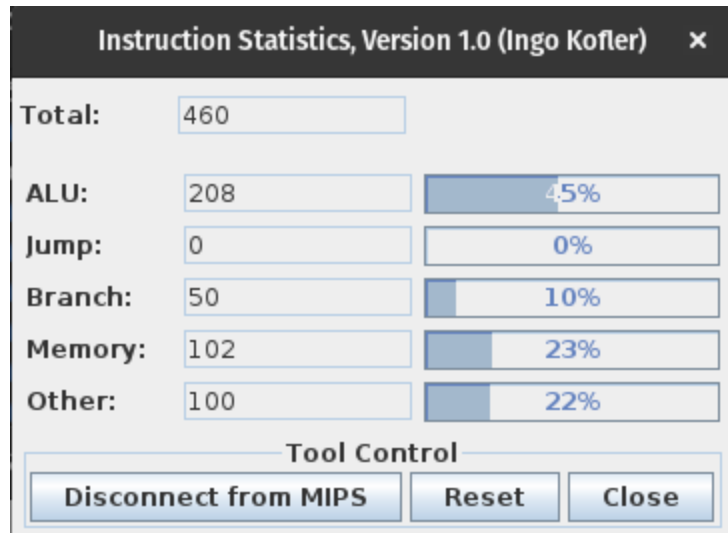 Instruction Statistics, Version 1.0 (Ingo Kofler) ×
Total: 460
ALU: 208 45%
Jump: 0 0%
Branch: 50 10%
Memory: 102 23%
Other: 100 22%
Tool Control
Disconnect from MIPS Reset Close